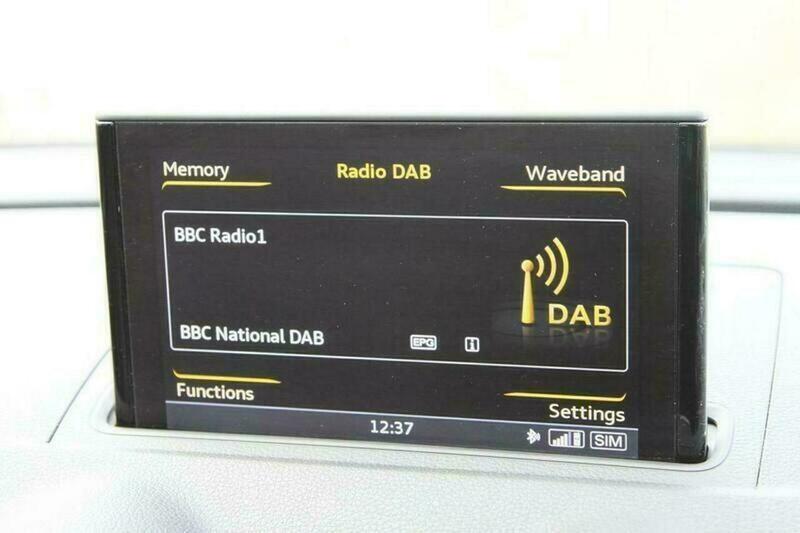 Memory Radio DAB Waveband
BBC Radio1
DAB
BBC National DAB EPG i
Functions Settings
12:37 SIM